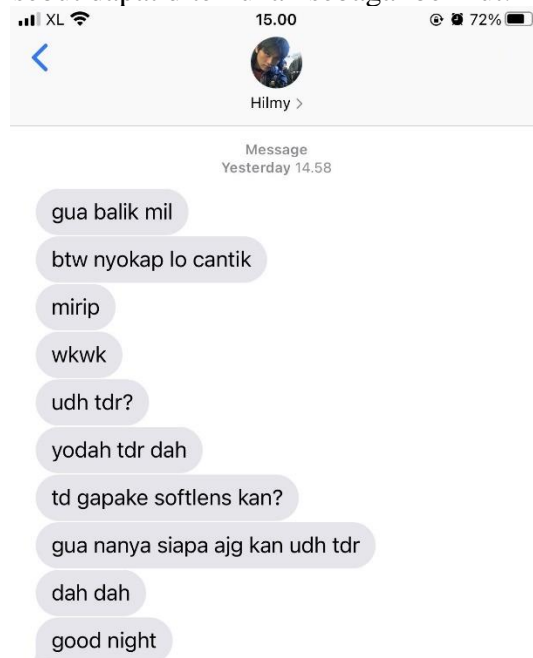 XL
15.00
72%
Hilmy >
Message
Yesterday 14.58
gua balik mil
btw nyokap lo cantik
mirip
wkwk
udh tdr?
yodah tdr dah
td gapake softlens kan?
gua nanya siapa ajg kan udh tdr
dah dah
good night